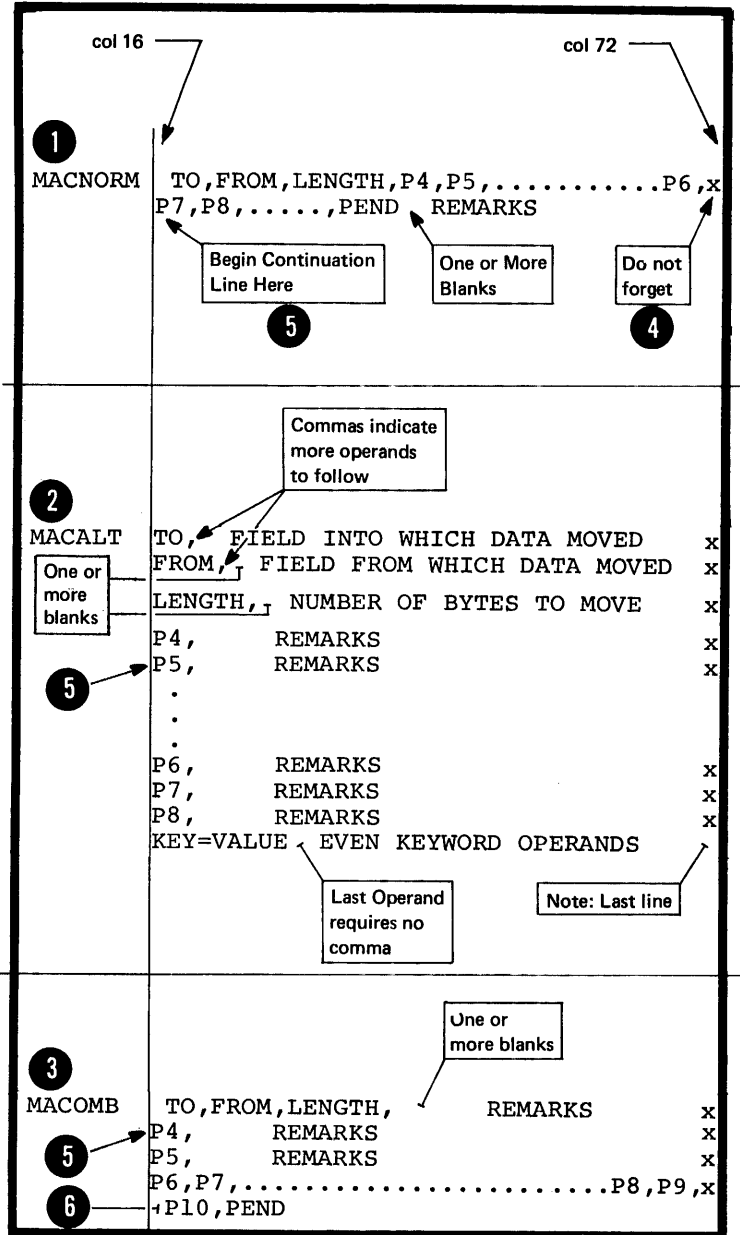 col 16
col 72
1
MACNORM TO,FROM,LENGTH,P4,P5,...........P6,x
P7,P8,.....,PEND REMARKS
Begin Continuation
Line Here
One or More
Blanks
Do not
forget
5
4
Commas indicate
more operands
to follow
2
MACALT TO, FIELD INTO WHICH DATA MOVED x
FROM, FIELD FROM WHICH DATA MOVED x
One or
more
blanks
LENGTH, NUMBER OF BYTES TO MOVE x
P4, REMARKS x
5
P5, REMARKS x
.
.
.
P6, REMARKS x
P7, REMARKS x
P8, REMARKS x
KEY=VALUE EVEN KEYWORD OPERANDS
Last Operand
requires no
comma
Note: Last line
One or
more blanks
3
MACOMB TO,FROM,LENGTH, REMARKS x
P4, REMARKS x
5
P5, REMARKS x
P6,P7,........................P8,P9,x
6
P10,PEND